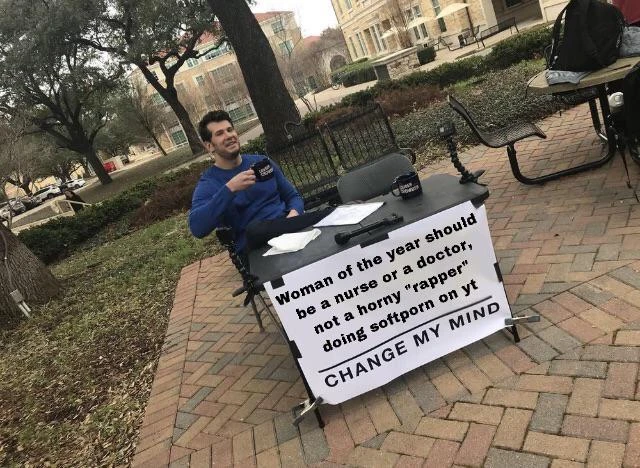 Woman of the year should
be a nurse or a doctor,
not a horny "rapper"
doing softporn on yt
CHANGE MY MIND